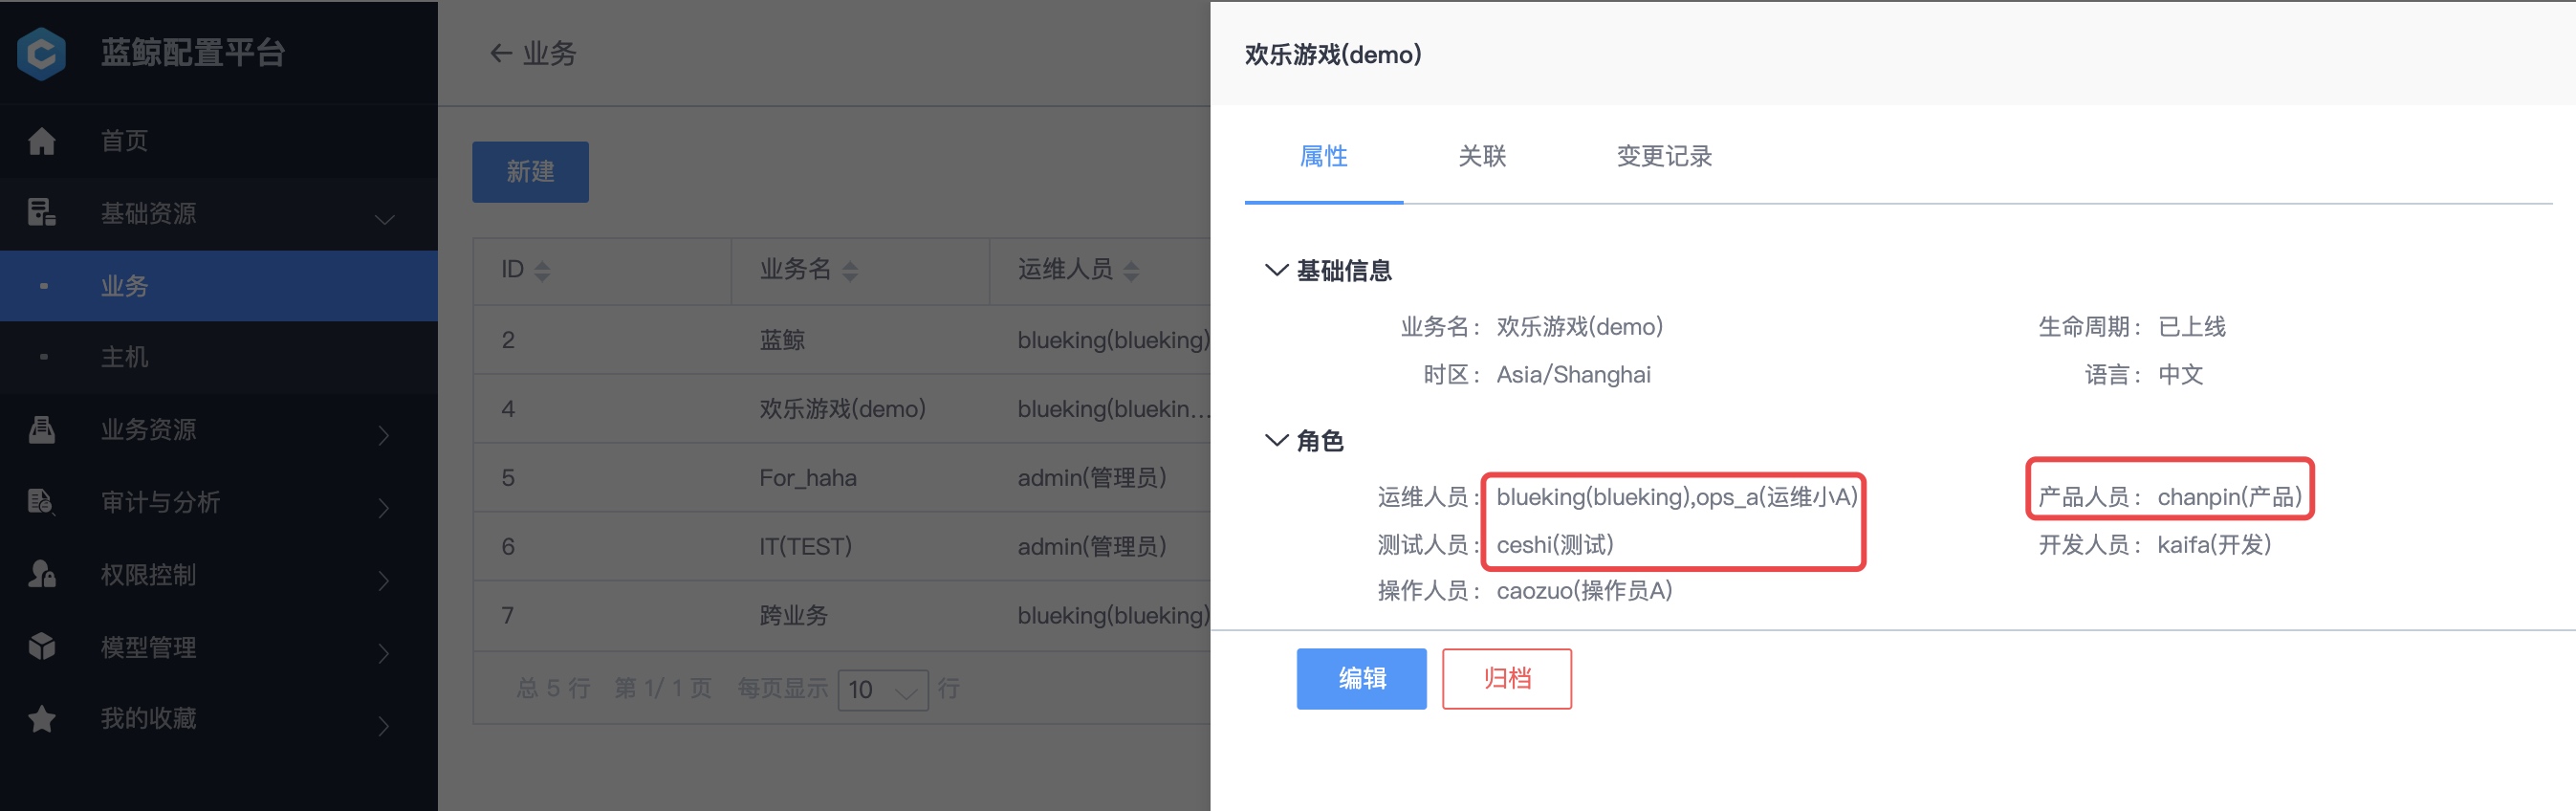 蓝鲸配置平台
首页
基础资源
业务
主机
业务资源
审计与分析
权限控制
模型管理
我的收藏
业务
新建
ID 业务名 运维人员
2 蓝鲸 blueking(blueking)
4 欢乐游戏(demo) blueking(bluekin...
5 For_haha admin(管理员)
6 IT(TEST) admin(管理员)
7 跨业务 blueking(blueking)
总 5 行 第 1/ 1 页 每页显示 10 行
欢乐游戏(demo)
属性 关联 变更记录
基础信息
业务名： 欢乐游戏(demo) 生命周期： 已上线
时区： Asia/Shanghai 语言： 中文
角色
运维人员： blueking(blueking),ops_a(运维小A) 产品人员： chanpin(产品)
测试人员： ceshi(测试) 开发人员： kaifa(开发)
操作人员： caozuo(操作员A)
编辑 归档